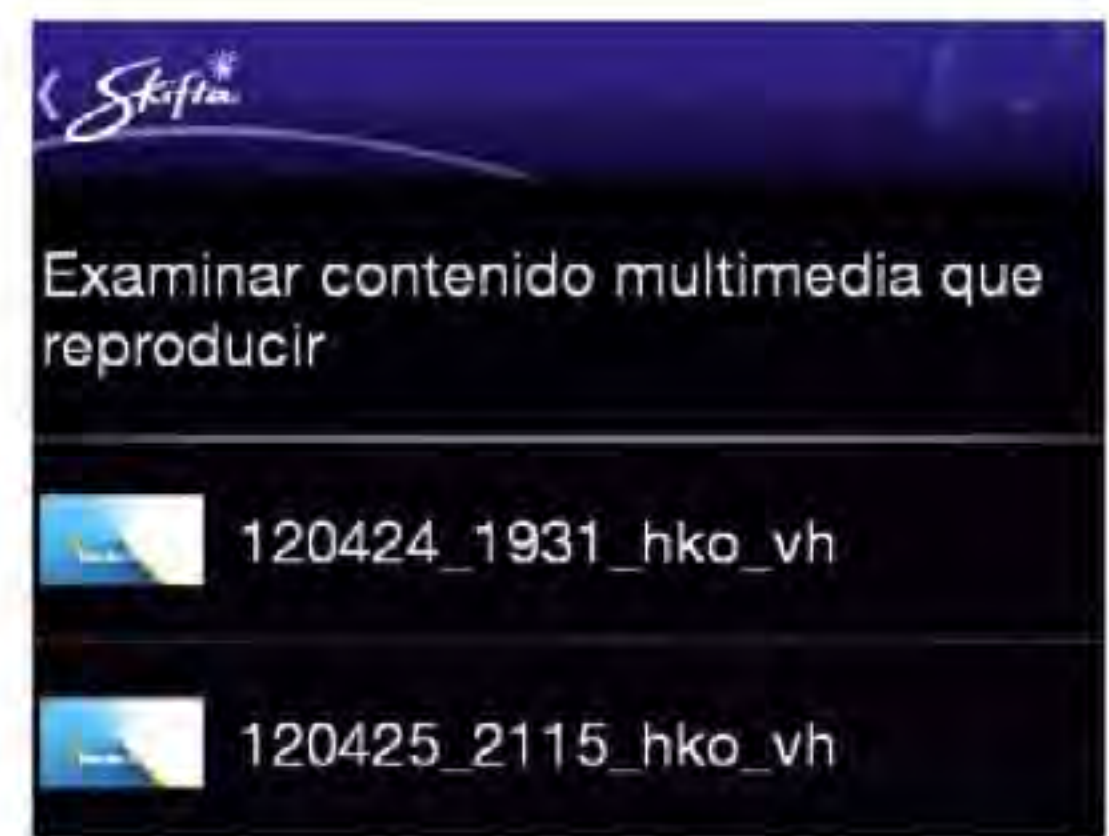 Skifta
Examinar contenido multimedia que
reproducir
120424_1931_hko_vh
120425_2115_hko_vh